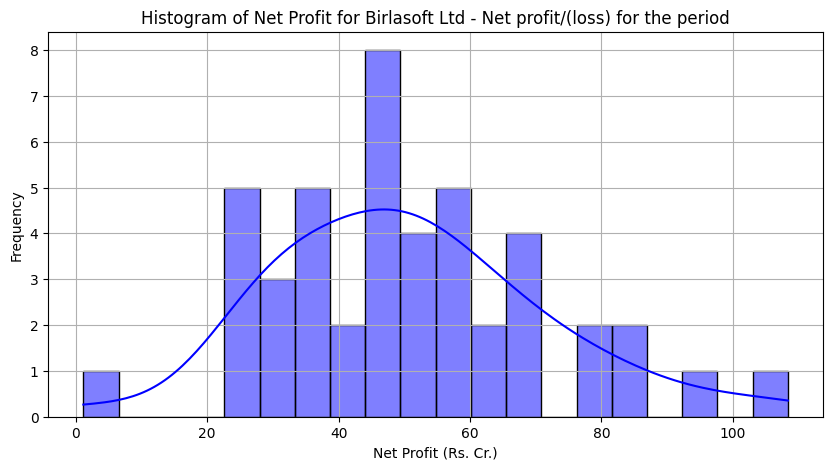 Histogram of Net Profit for Birlasoft Ltd - Net profit/(loss) for the period
8
7
6
5
4
3
2
1
0
Frequency
0 20 40 60 80 100
Net Profit (Rs. Cr.)